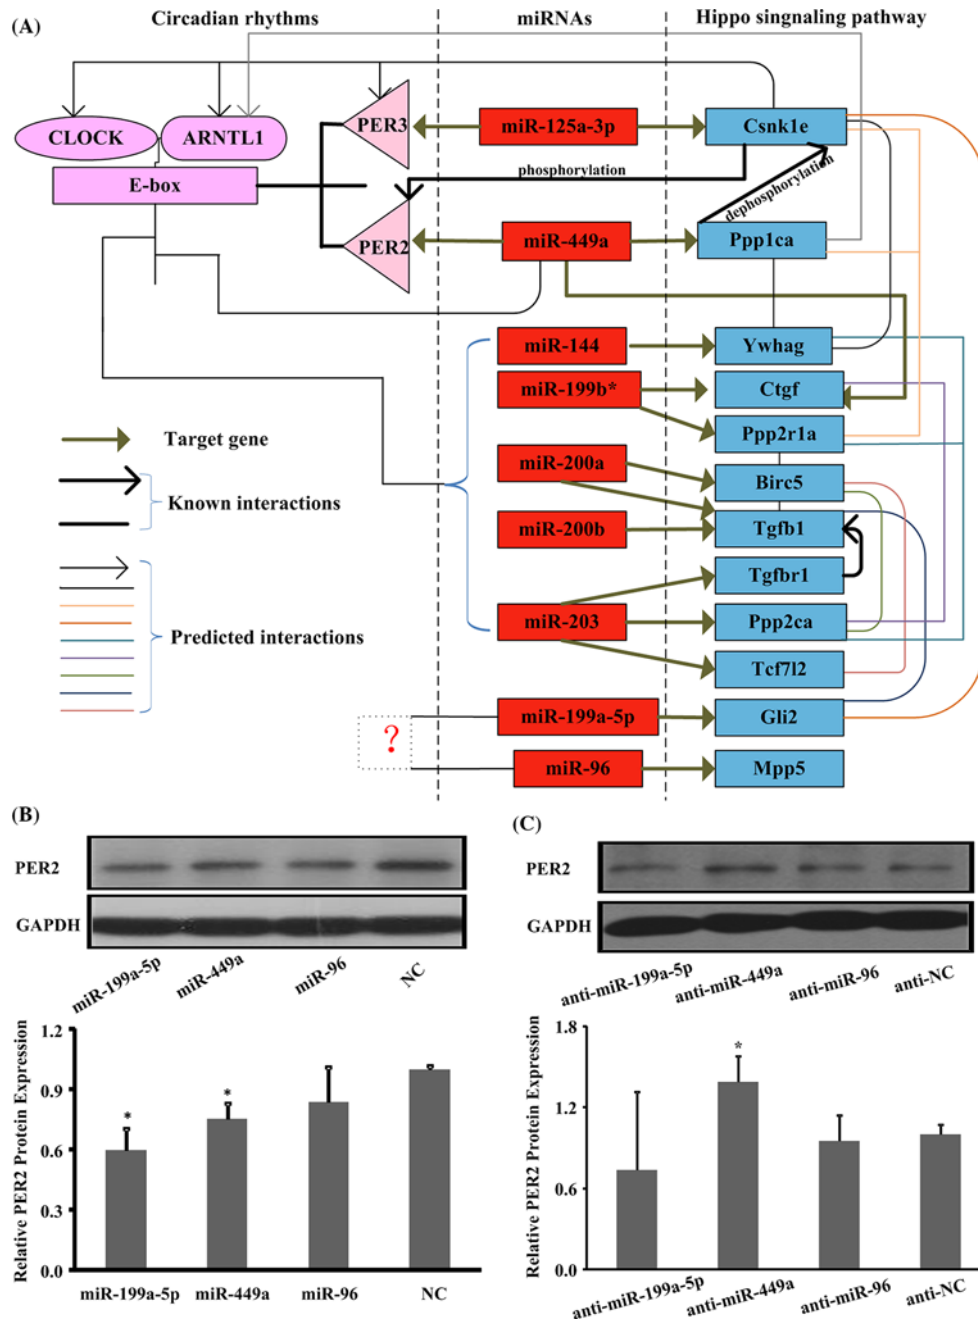 (A)
Circadian rhythms
miRNAs
Hippo singnaling pathway
CLOCK
ARNTL1
PER3
miR-125a-3p
Csnk1e
E-box
phosphorylation
dephosphorylation
PER2
miR-449a
Ppp1ca
miR-144
Ywhag
miR-199b*
Ctgf
Ppp2r1a
Target gene
miR-200a
Birc5
Known interactions
miR-200b
Tgfb1
Tgfbr1
Predicted interactions
miR-203
Ppp2ca
Tcf7l2
miR-199a-5p
Gli2
?
miR-96
Mpp5
(B)
PER2
GAPDH
miR-199a-5p
miR-449a
miR-96
NC
Relative PER2 Protein Expression
1.2
0.9
0.6
0.3
0.0
*
*
miR-199a-5p
miR-449a
miR-96
NC
(C)
PER2
GAPDH
anti-miR-199a-5p
anti-miR-449a
anti-miR-96
anti-NC
Relative PER2 Protein Expression
1.8
1.2
0.6
0.0
*
anti-miR-199a-5p
anti-miR-449a
anti-miR-96
anti-NC